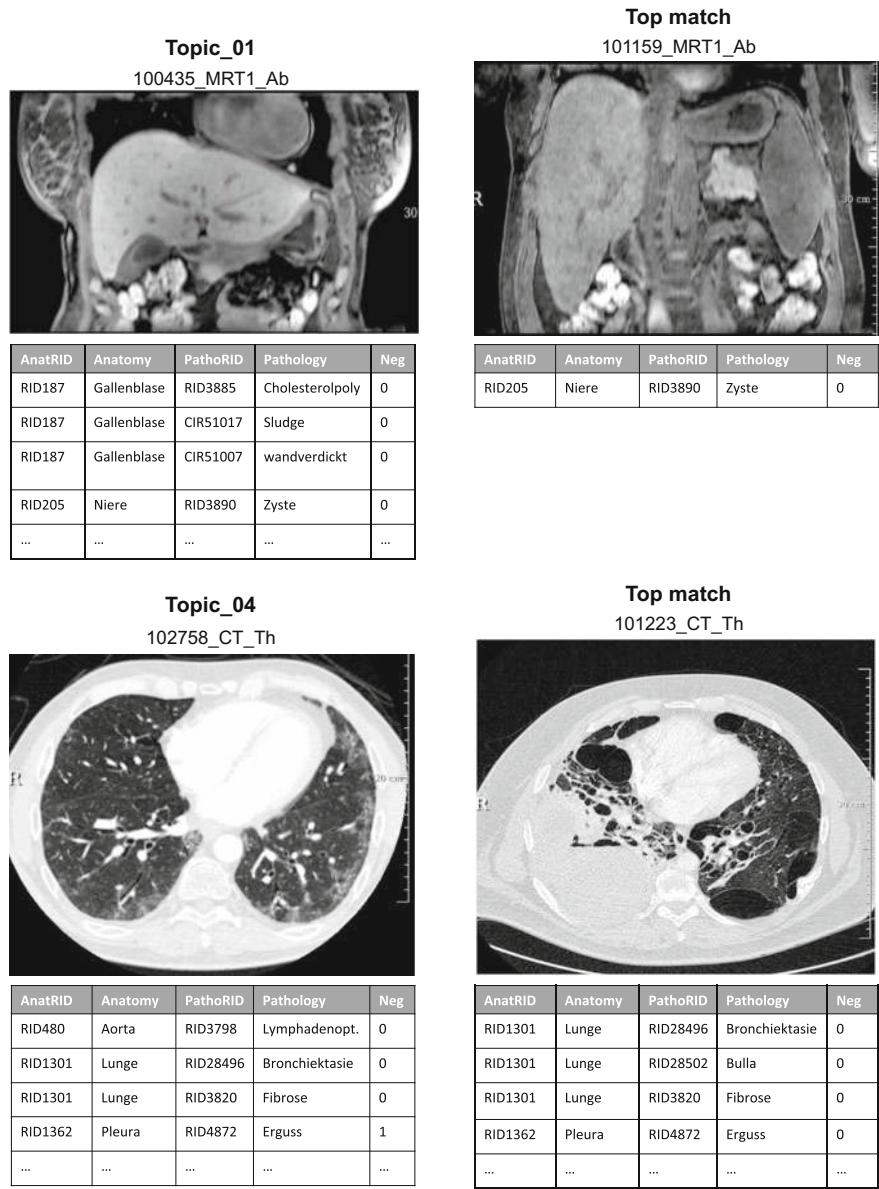 Topic_01
100435_MRT1_Ab
30
AnatRID Anatomy PathoRID Pathology Neg
RID187 Gallenblase RID3885 Cholesterolpoly 0
RID187 Gallenblase CIR51017 Sludge 0
RID187 Gallenblase CIR51007 wandverdickt 0
RID205 Niere RID3890 Zyste 0
... ... ... ... ...
Top match
101159_MRT1_Ab
R
30 cm
AnatRID Anatomy PathoRID Pathology Neg
RID205 Niere RID3890 Zyste 0
Topic_04
102758_CT_Th
R
20 cm
AnatRID Anatomy PathoRID Pathology Neg
RID480 Aorta RID3798 Lymphadenopt. 0
RID1301 Lunge RID28496 Bronchiektasie 0
RID1301 Lunge RID3820 Fibrose 0
RID1362 Pleura RID4872 Erguss 1
... ... ... ... ...
Top match
101223_CT_Th
R
AnatRID Anatomy PathoRID Pathology Neg
RID1301 Lunge RID28496 Bronchiektasie 0
RID1301 Lunge RID28502 Bulla 0
RID1301 Lunge RID3820 Fibrose 0
RID1362 Pleura RID4872 Erguss 0
... ... ... ... ...